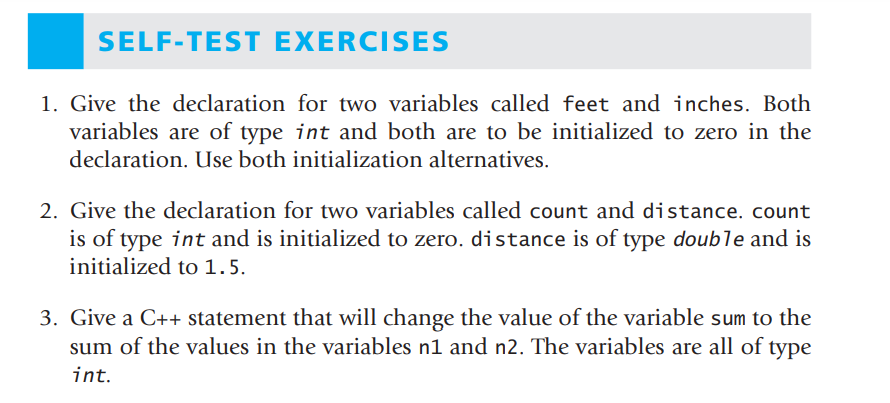 SELF-TEST EXERCISES
1. Give the declaration for two variables called feet and inches. Both
variables are of type int and both are to be initialized to zero in the
declaration. Use both initialization alternatives.
2. Give the declaration for two variables called count and distance. count
is of type int and is initialized to zero. distance is of type double and is
initialized to 1.5.
3. Give a C++ statement that will change the value of the variable sum to the
sum of the values in the variables n1 and n2. The variables are all of type
int.